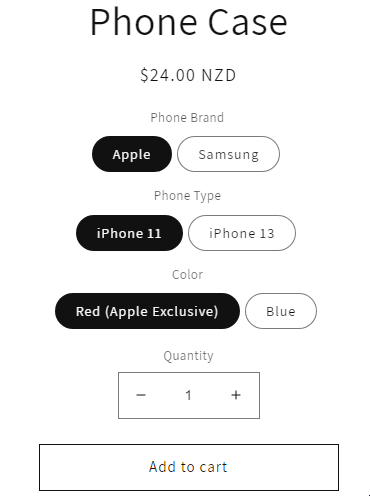 Phone Case
$24.00 NZD
Phone Brand
Apple Samsung
Phone Type
iPhone 11 iPhone 13
Color
Red (Apple Exclusive) Blue
Quantity
− 1 +
Add to cart